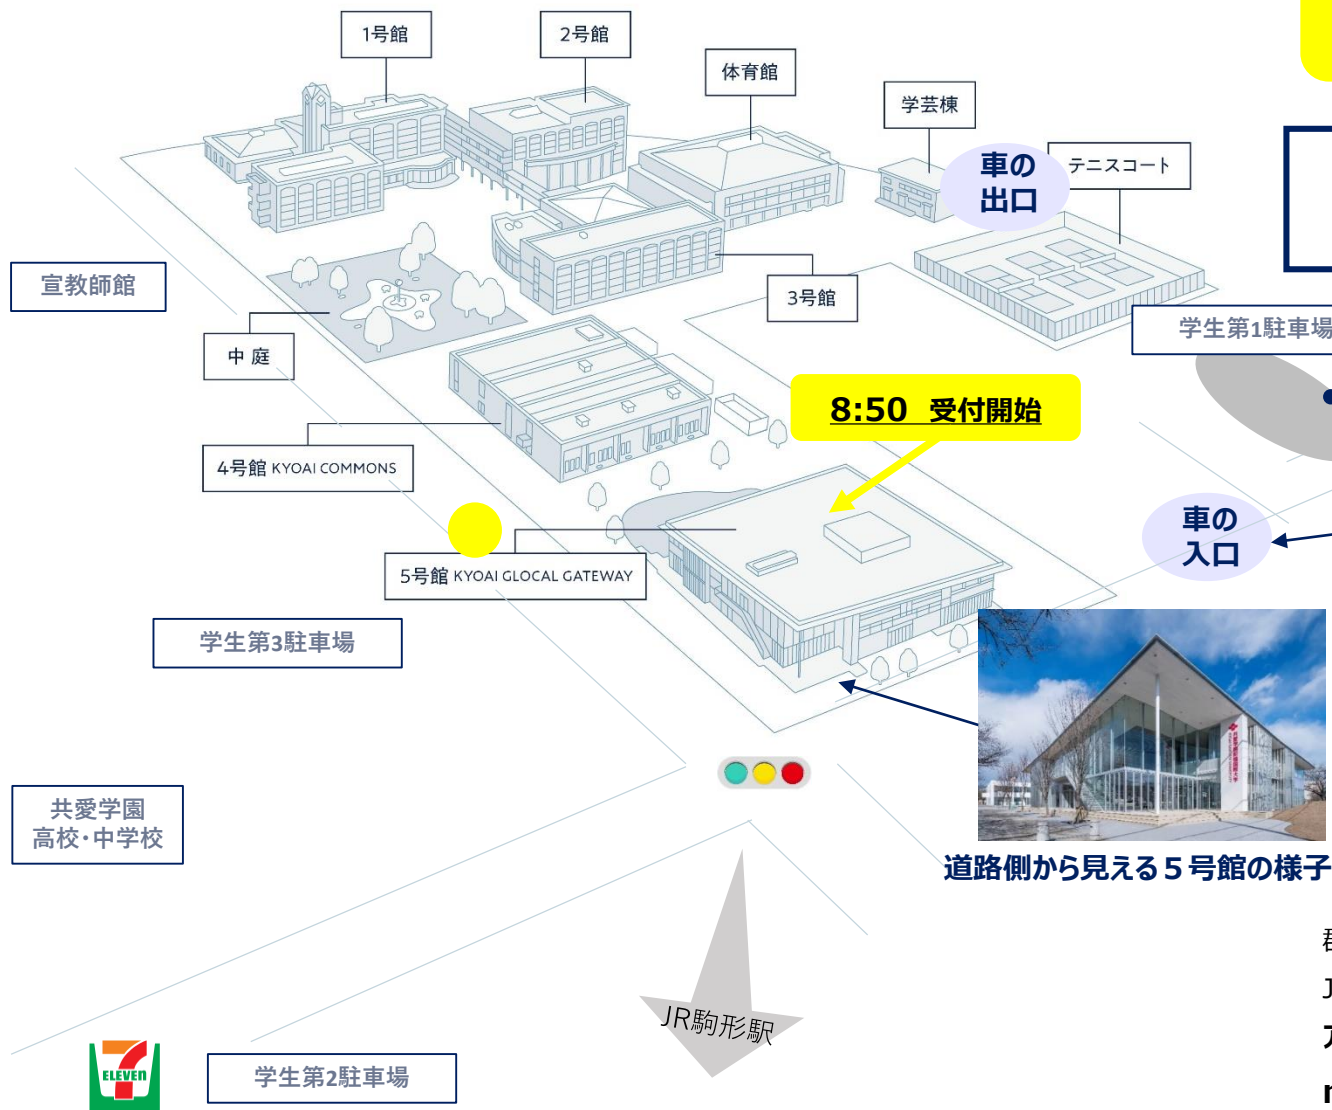 1号館
2号館
体育館
学芸棟
車の
出口
テニスコート
宣教師館
3号館
学生第1駐車場
中 庭
8:50 受付開始
4号館 KYOAI COMMONS
車の
入口
5号館 KYOAI GLOCAL GATEWAY
学生第3駐車場
共愛学園
高校・中学校
道路側から見える５号館の様子
JR駒形駅
7
ELEVEn
学生第2駐車場